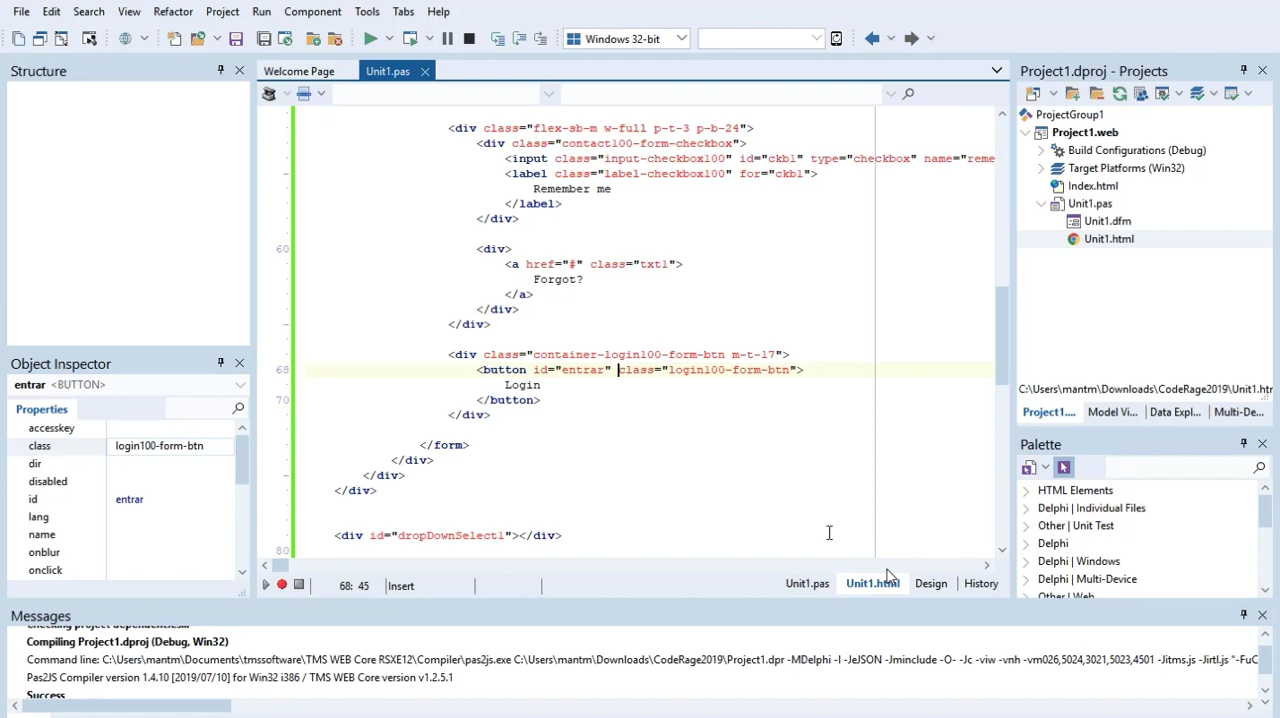 File Edit Search View Refactor Project Run Component Tools Tabs Help
Windows 32-bit
Structure
Welcome Page Unit1.pas
Project1.dproj - Projects
ProjectGroup1
Project1.web
Build Configurations (Debug)
Target Platforms (Win32)
Index.html
Unit1.pas
Unit1.dfm
Unit1.html
C:\Users\mantm\Downloads\CodeRage2019\Unit1.htr
Project1.... Model Vi... Data Expl... Multi-De...
<div class="flex-sb-m w-full p-t-3 p-b-24">
<div class="contact100-form-checkbox">
<input class="input-checkbox100" id="ckb1" type="checkbox" name="reme
<label class="label-checkbox100" for="ckb1">
Remember me
</label>
</div>
60 <div>
<a href="#" class="txt1">
Forgot?
</a>
</div>
</div>
<div class="container-login100-form-btn m-t-17">
68 <button id="entrar" class="login100-form-btn">
Login
70 </button>
</div>
</form>
</div>
</div>
</div>
<div id="dropDownSelect1"></div>
80
68: 45 Insert
Unit1.pas Unit1.html Design History
Object Inspector
entrar <BUTTON>
Properties
accesskey
class login100-form-btn
dir
disabled
id entrar
lang
name
onblur
onclick
Palette
HTML Elements
Delphi | Individual Files
Other | Unit Test
Delphi
Delphi | Windows
Delphi | Multi-Device
Other | Web
Messages
Checking project dependencies...
Compiling Project1.dproj (Debug, Win32)
Command line: C:\Users\mantm\Documents\tmssoftware\TMS WEB Core RSXE12\Compiler\pas2js.exe C:\Users\mantm\Downloads\CodeRage2019\Project1.dpr -MDelphi -l -JeJSON -Jminclude -O- -Jc -viw -vnh -vm026,5024,3021,5023,4501 -Jitms.js -Jirtl.js "-FuC
Pas2JS Compiler version 1.4.10 [2019/07/10] for Win32 i386 / TMS WEB Core version v1.2.5.1
Success